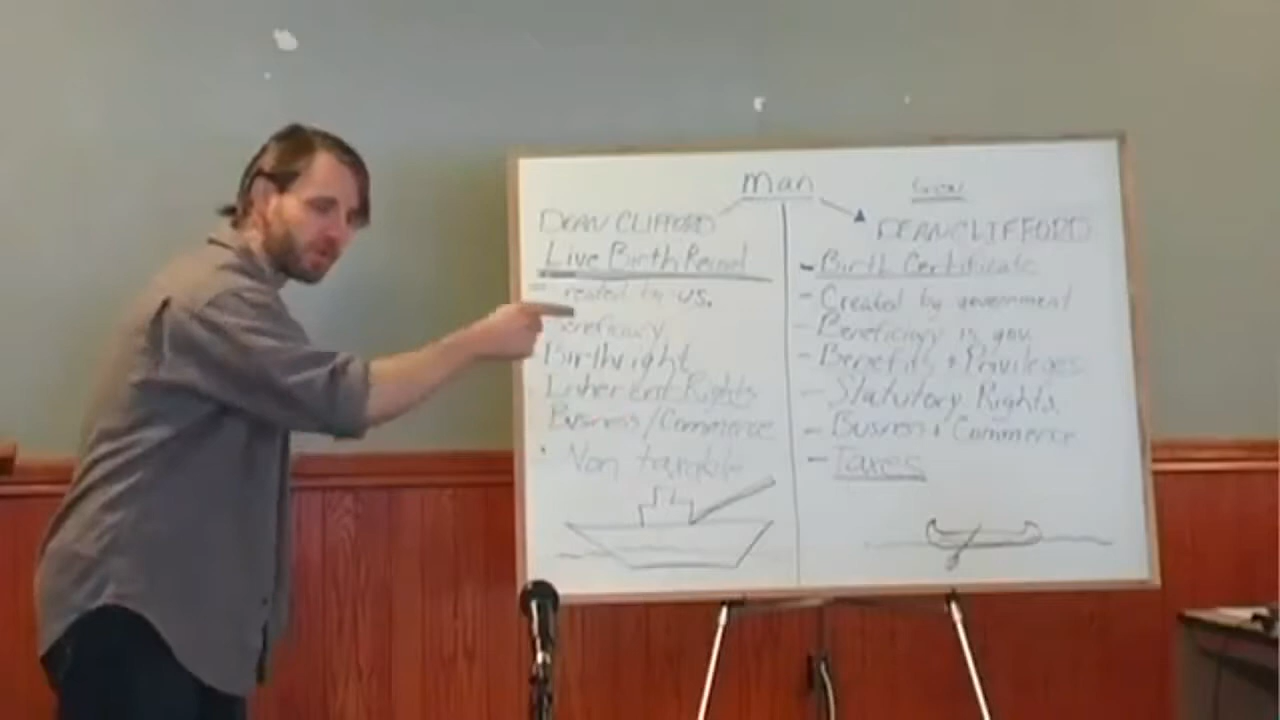 Man
DEAN CLIFFORD
Live Birth Record
Created by us.
Beneficiary
Birthright
Inherent Rights
Business/Commerce
Non taxable
DEAN CLIFFORD
- Birth Certificate
- Created by government
- Beneficiary is gov.
- Benefits + Privileges
- Statutory Rights
- Business + Commerce
- Taxes